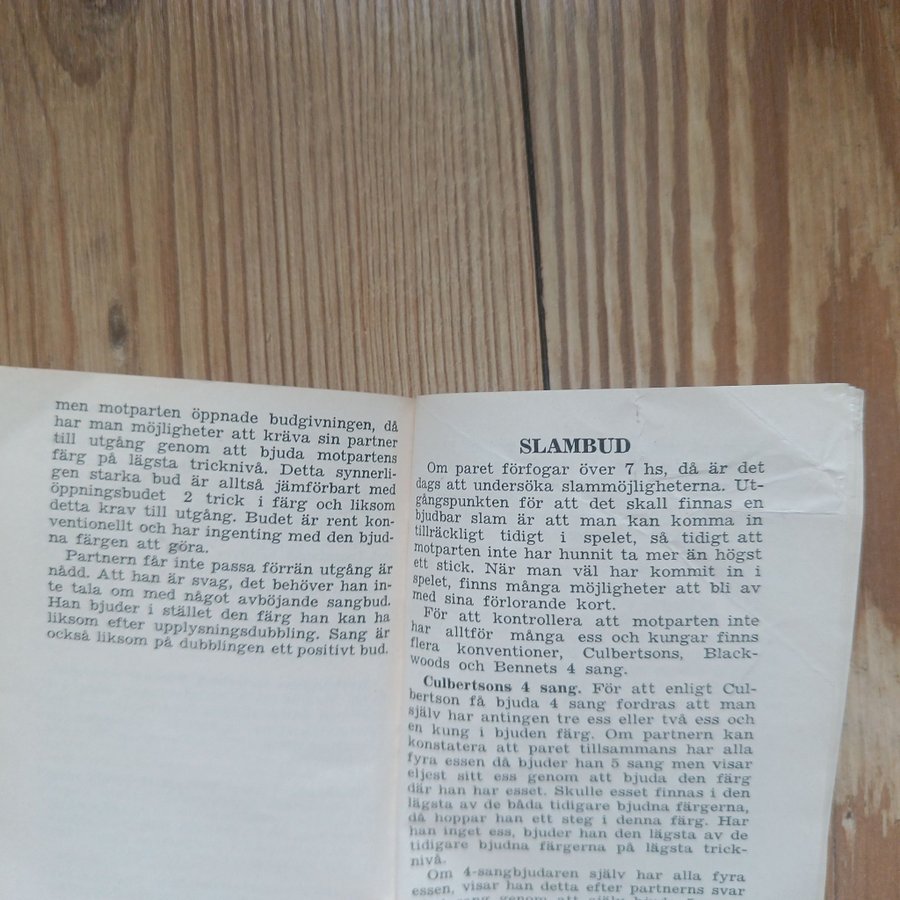 men motparten öppnade budgivningen, då
har man möjligheter att kräva sin partner
till utgång genom att bjuda motpartens
färg på lägsta tricknivå. Detta synnerli-
gen starka bud är alltså jämförbart med
öppningsbudet 2 trick i färg och liksom
detta krav till utgång. Budet är rent kon-
ventionellt och har ingenting med den bjud-
na färgen att göra.
Partnern får inte passa förrän utgång är
nådd. Att han är svag, det behöver han in-
te tala om med något avböjande sangbud.
Han bjuder i stället den färg han kan ha
liksom efter upplysningsdubbling. Sang är
också liksom på dubblingen ett positivt bud.
SLAMBUD
Om paret förfogar över 7 hs, då är det
dags att undersöka slammöjligheterna. Ut-
gångspunkten för att det skall finnas en
bjudbar slam är att man kan komma in
tillräckligt tidigt i spelet, så tidigt att
motparten inte har hunnit ta mer än högst
ett stick. När man väl har kommit in i
spelet, finns många möjligheter att bli av
med sina förlorande kort.
För att kontrollera att motparten inte
har alltför många ess och kungar finns
flera konventioner, Culbertsons, Black-
woods och Bennets 4 sang.
Culbertsons 4 sang. För att enligt Cul-
bertson få bjuda 4 sang fordras att man
själv har antingen tre ess eller två ess och
en kung i bjuden färg. Om partnern kan
konstatera att paret tillsammans har alla
fyra essen då bjuder han 5 sang men visar
eljest sitt ess genom att bjuda den färg
där han har esset. Skulle esset finnas i den
lägsta av de båda tidigare bjudna färgerna,
då hoppar han ett steg i denna färg. Har
han inget ess, bjuder han den lägsta av de
tidigare bjudna färgerna på lägsta trick-
nivå.
Om 4-sangbjudaren själv har alla fyra
essen, visar han detta efter partnerns svar
sang genom att själv bjuda